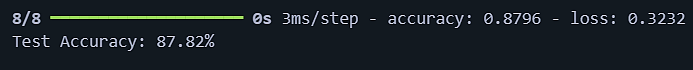 8/8 ━━━━━━━━━━━━━━━━━━━━ 0s 3ms/step - accuracy: 0.8796 - loss: 0.3232
Test Accuracy: 87.82%